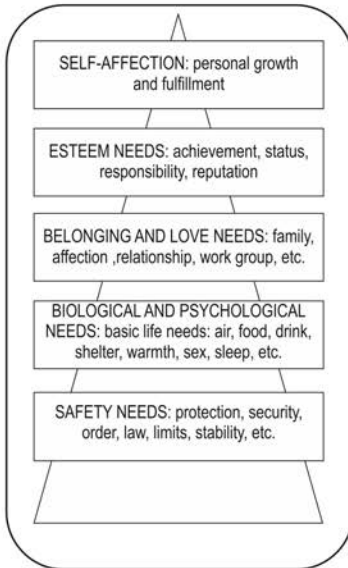 SELF-AFFECTION: personal growth
and fulfillment
ESTEEM NEEDS: achievement, status,
responsibility, reputation
BELONGING AND LOVE NEEDS: family,
affection ,relationship, work group, etc.
BIOLOGICAL AND PSYCHOLOGICAL
NEEDS: basic life needs: air, food, drink,
shelter, warmth, sex, sleep, etc.
SAFETY NEEDS: protection, security,
order, law, limits, stability, etc.